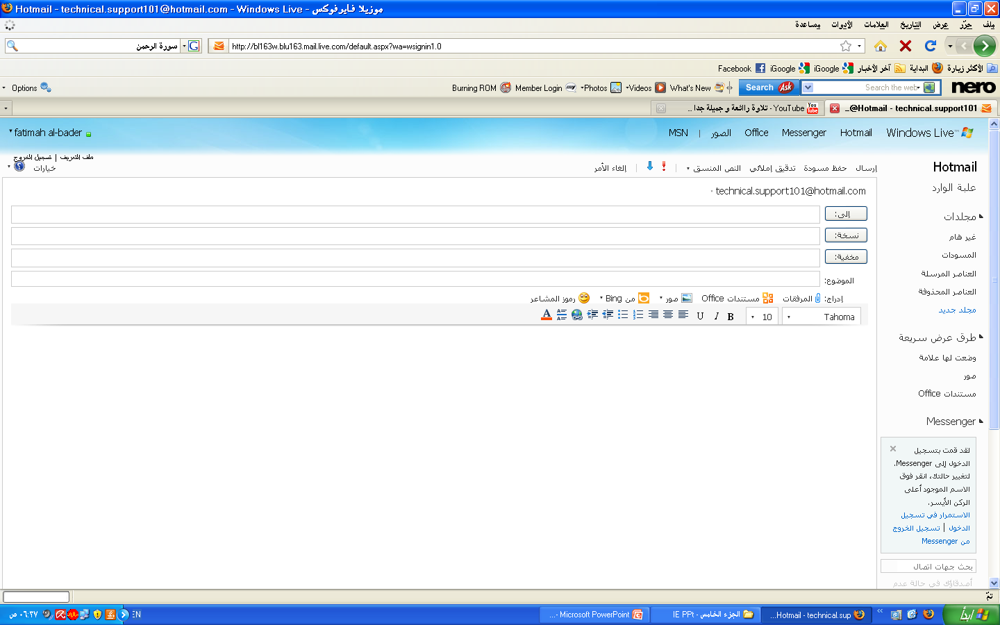 Hotmail - technical.support101@hotmail.com - Windows Live - موزيلا فايرفوكس
ملف حرّر عرض التاريخ العلامات الأدوات مساعدة
http://bl163w.blu163.mail.live.com/default.aspx?wa=wsignin1.0
سورة الرحمن
الأكثر زيارة البداية آخر الأخبار iGoogle iGoogle Facebook
nero Search the web Ask Search What's New Videos Photos Member Login Burning ROM Options
Hotmail - technical.support101@...
YouTube - تلاوة راائعة و جميلة جدا ...
Windows Live™ Hotmail Messenger Office الصور | MSN
fatimah al-bader
ملف التعريف | تسجيل الخروج
خيارات
Hotmail
علبة الوارد
مجلدات
غير هام
المسودات
العناصر المرسلة
العناصر المحذوفة
مجلد جديد
طرق عرض سريعة
وضعت لها علامة
صور
مستندات Office
Messenger
لقد قمت بتسجيل
الدخول إلى Messenger.
لتغيير حالتك، انقر فوق
الاسم الموجود أعلى
الركن الأيسر.
الاستمرار في تسجيل
الدخول | تسجيل الخروج
من Messenger
بحث جهات اتصال
أصدقاؤك في حالة عدم
إرسال حفظ مسودة تدقيق إملائي النص المنسق | | إلغاء الأمر
technical.support101@hotmail.com
إلى:
نسخة:
مخفية:
الموضوع:
إدراج: المرفقات مستندات Office صور من Bing رموز المشاعر
Tahoma 10 B I U
تمّ
ابدأ
Hotmail - technical.sup...
الجزء الخامس - IE PPt
Microsoft PowerPoint - ...
EN
٠٦:٣٧ ص